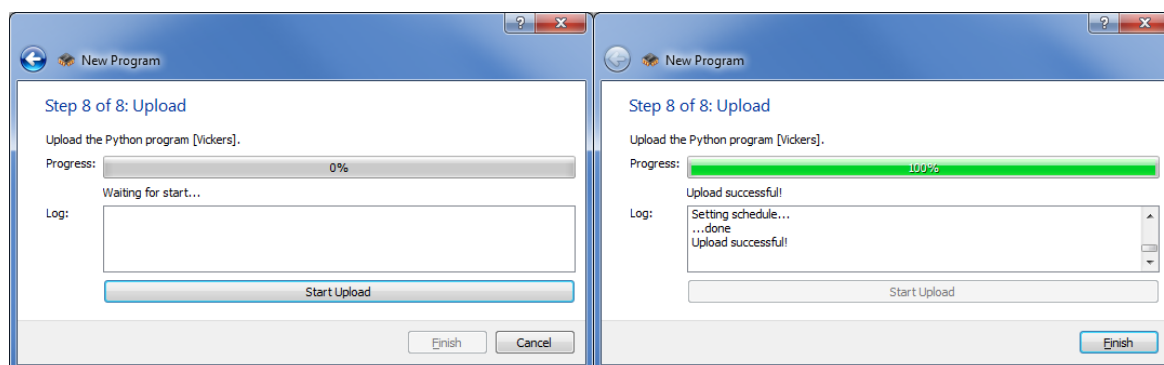 ?
x
New Program
Step 8 of 8: Upload
Upload the Python program [Vickers].
Progress:
0%
Waiting for start...
Log:
Start Upload
Finish
Cancel
?
x
New Program
Step 8 of 8: Upload
Upload the Python program [Vickers].
Progress:
100%
Upload successful!
Log:
Setting schedule...
...done
Upload successful!
Start Upload
Finish